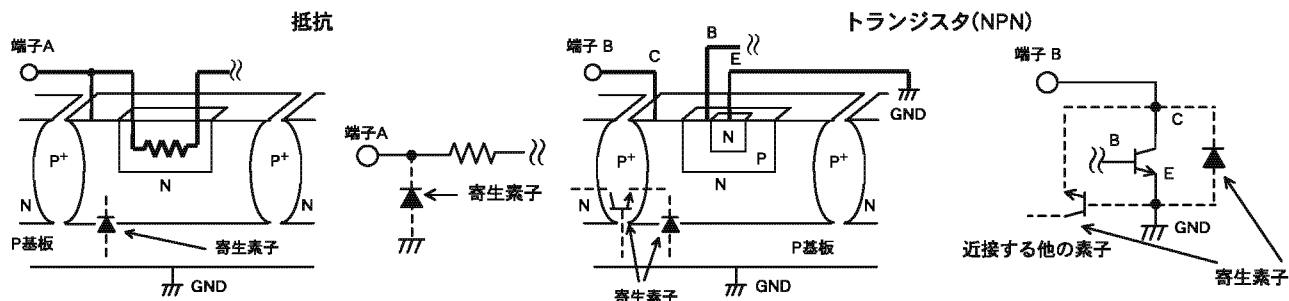 抵抗
端子A
P+
P+
N
N
N
P基板
寄生素子
GND
端子A
寄生素子
トランジスタ(NPN)
端子 B
C
B
E
GND
P+
P+
N
P
N
N
N
P基板
GND
寄生素子
端子 B
C
B
E
GND
近接する他の素子
寄生素子